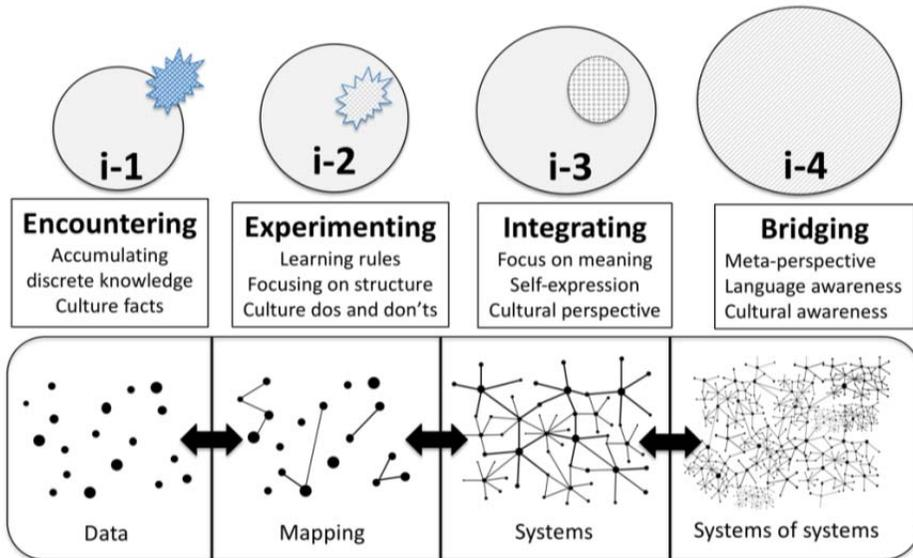 i-1
i-2
i-3
i-4
Encountering
Accumulating
discrete knowledge
Culture facts
Experimenting
Learning rules
Focusing on structure
Culture dos and don'ts
Integrating
Focus on meaning
Self-expression
Cultural perspective
Bridging
Meta-perspective
Language awareness
Cultural awareness
Data
Mapping
Systems
Systems of systems